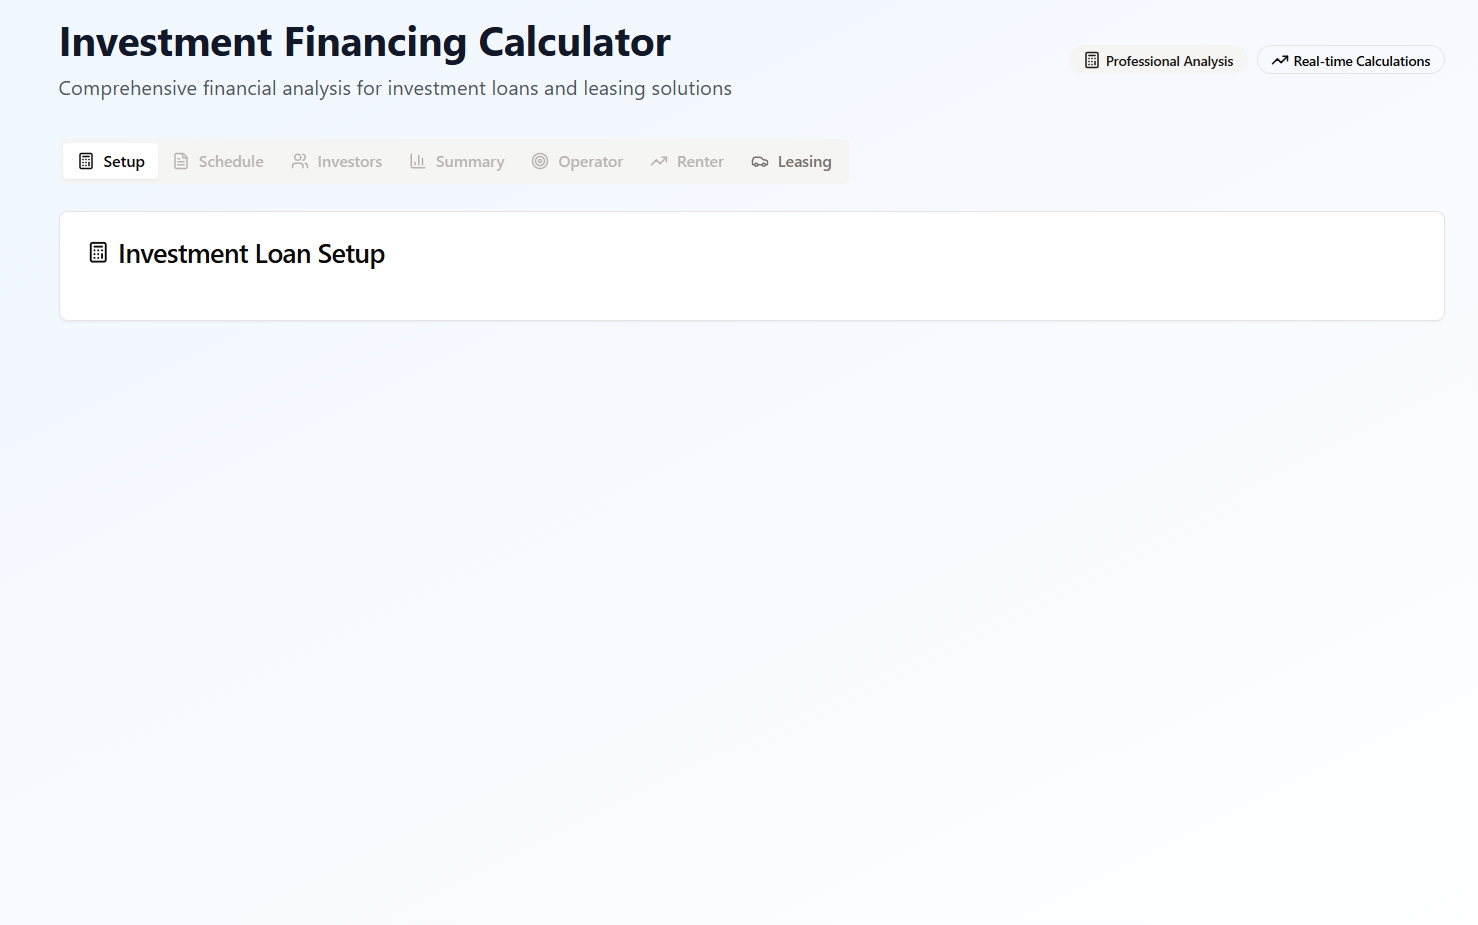 Investment Financing Calculator
Comprehensive financial analysis for investment loans and leasing solutions
Professional Analysis
Real-time Calculations
Setup
Schedule
Investors
Summary
Operator
Renter
Leasing
Investment Loan Setup